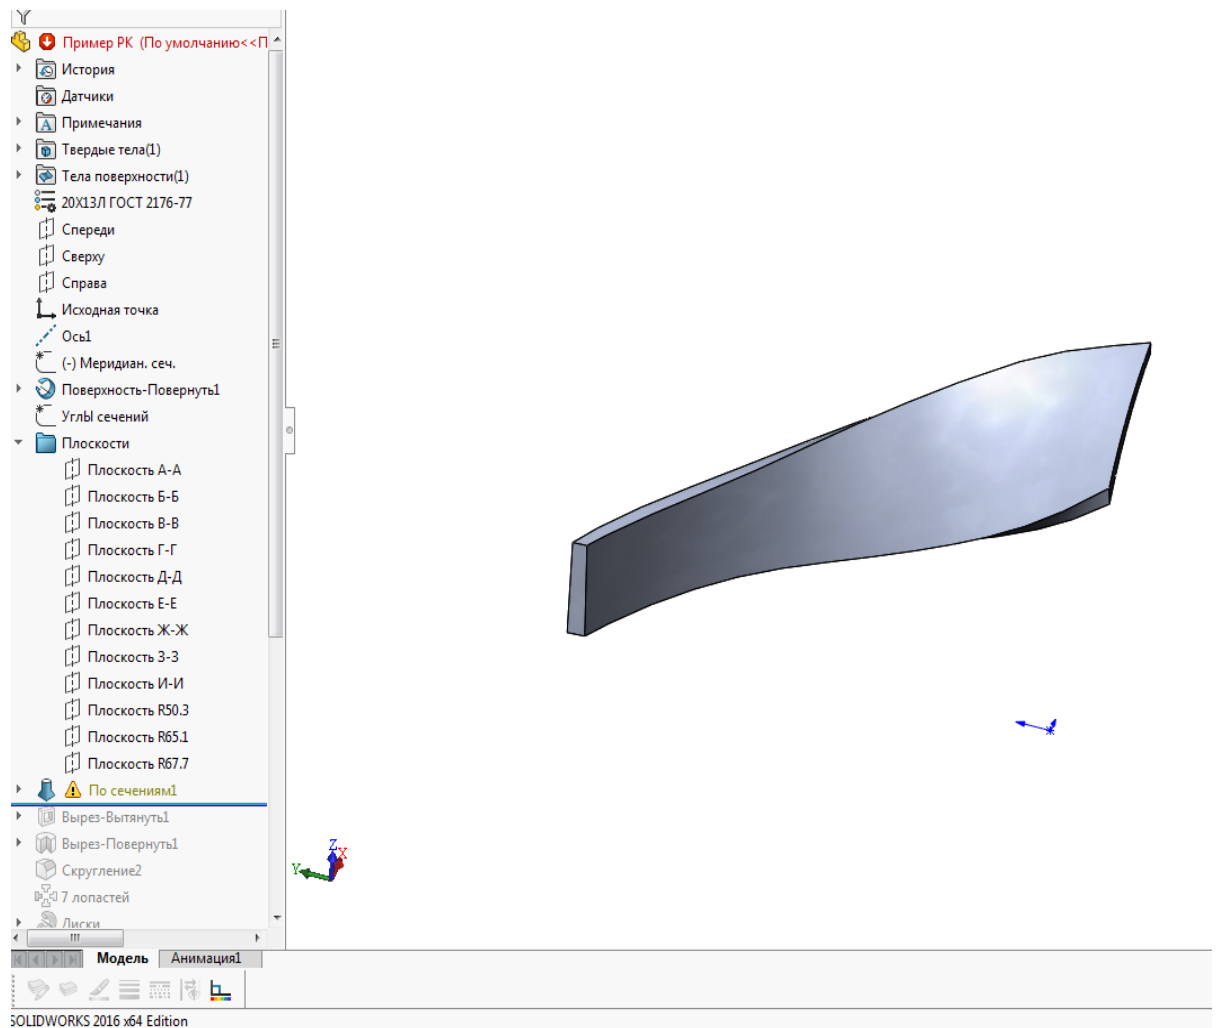 Пример РК (По умолчанию<<П
История
Датчики
Примечания
Твердые тела(1)
Тела поверхности(1)
20Х13Л ГОСТ 2176-77
Спереди
Сверху
Справа
Исходная точка
Ось1
(-) Меридиан. сеч.
Поверхность-Повернуть1
УглЫ сечений
Плоскости
Плоскость А-А
Плоскость Б-Б
Плоскость В-В
Плоскость Г-Г
Плоскость Д-Д
Плоскость Е-Е
Плоскость Ж-Ж
Плоскость З-З
Плоскость И-И
Плоскость R50.3
Плоскость R65.1
Плоскость R67.7
По сечениям1
Вырез-Вытянуть1
Вырез-Повернуть1
Скругление2
7 лопастей
Диски
Z
X
Y
Модель Анимация1
SOLIDWORKS 2016 x64 Edition